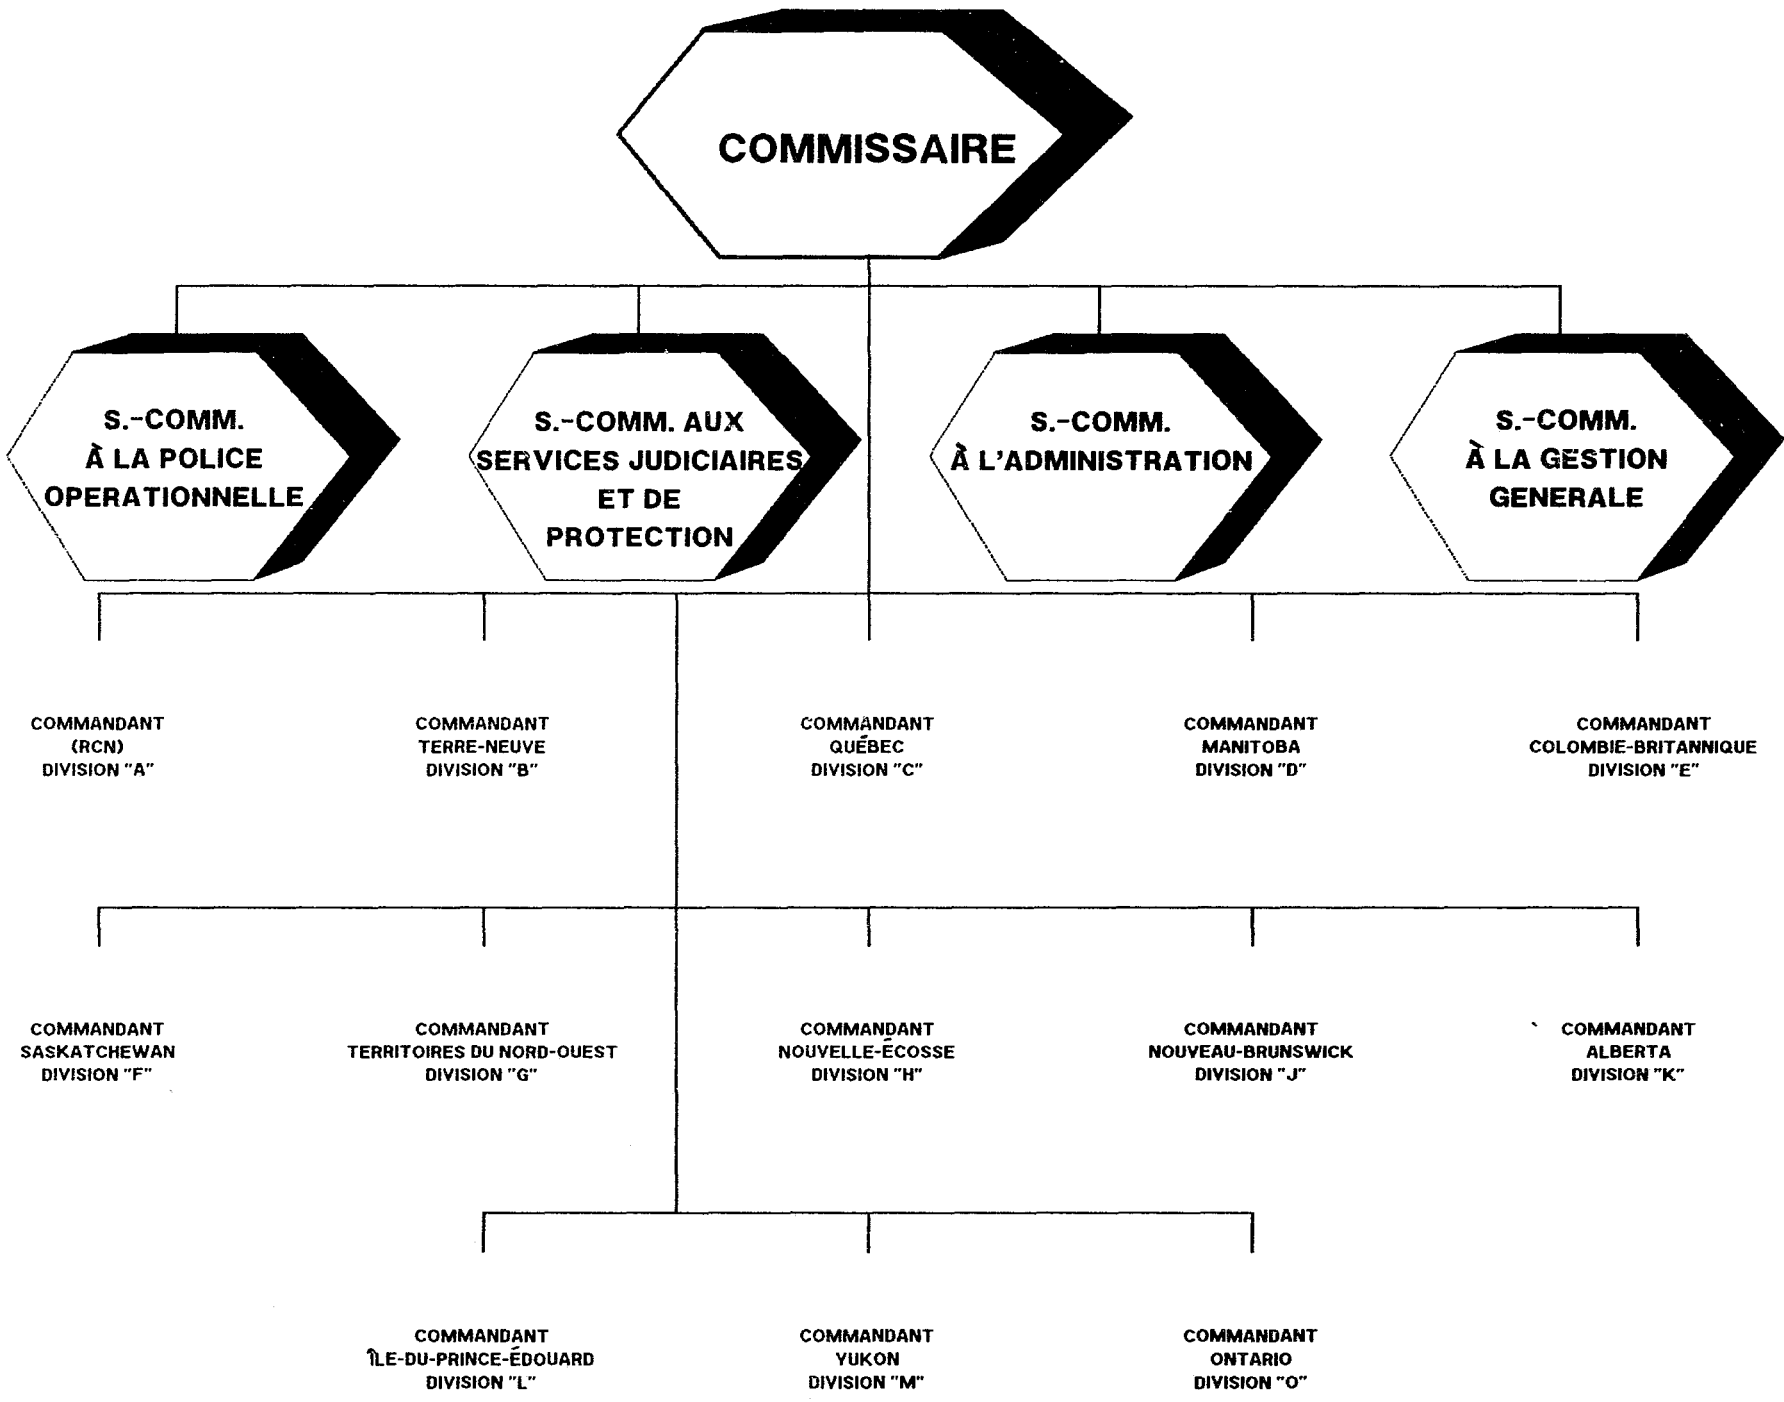 COMMISSAIRE
S.-COMM.
À LA POLICE
OPERATIONNELLE
S.-COMM. AUX
SERVICES JUDICIAIRES
ET DE
PROTECTION
S.-COMM.
À L'ADMINISTRATION
S.-COMM.
À LA GESTION
GENERALE
COMMANDANT
(RCN)
DIVISION "A"
COMMANDANT
TERRE-NEUVE
DIVISION "B"
COMMANDANT
QUÉBEC
DIVISION "C"
COMMANDANT
MANITOBA
DIVISION "D"
COMMANDANT
COLOMBIE-BRITANNIQUE
DIVISION "E"
COMMANDANT
SASKATCHEWAN
DIVISION "F"
COMMANDANT
TERRITOIRES DU NORD-OUEST
DIVISION "G"
COMMANDANT
NOUVELLE-ÉCOSSE
DIVISION "H"
COMMANDANT
NOUVEAU-BRUNSWICK
DIVISION "J"
COMMANDANT
ALBERTA
DIVISION "K"
COMMANDANT
ÎLE-DU-PRINCE-ÉDOUARD
DIVISION "L"
COMMANDANT
YUKON
DIVISION "M"
COMMANDANT
ONTARIO
DIVISION "O"